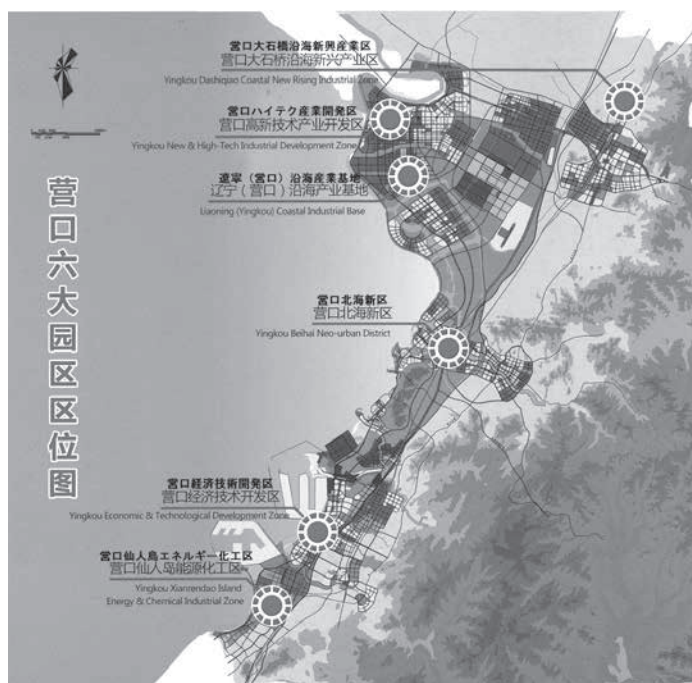 営口大石橋沿海新興産業区
营口大石桥沿海新兴产业区
Yingkou Dashiqiao Coastal New Rising Industrial Zone
営口ハイテク産業開発区
营口高新技术产业开发区
Yingkou New & High-Tech Industrial Development Zone
遼寧（営口）沿海産業基地
辽宁（营口）沿海产业基地
Liaoning (Yingkou) Coastal Industrial Base
营口六大园区区位图
営口北海新区
营口北海新区
Yingkou Beihai Neo-urban District
営口経済技術開発区
营口经济技术开发区
Yingkou Economic & Technological Development Zone
営口仙人島エネルギー化工区
营口仙人岛能源化工区
Yingkou Xianrendao Island
Energy & Chemical Industrial Zone